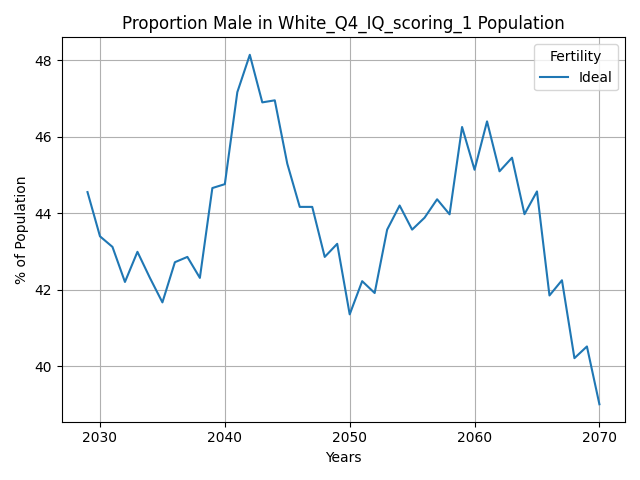 Proportion Male in White_Q4_IQ_scoring_1 Population
Fertility
Ideal
48
46
44
42
40
% of Population
2030 2040 2050 2060 2070
Years